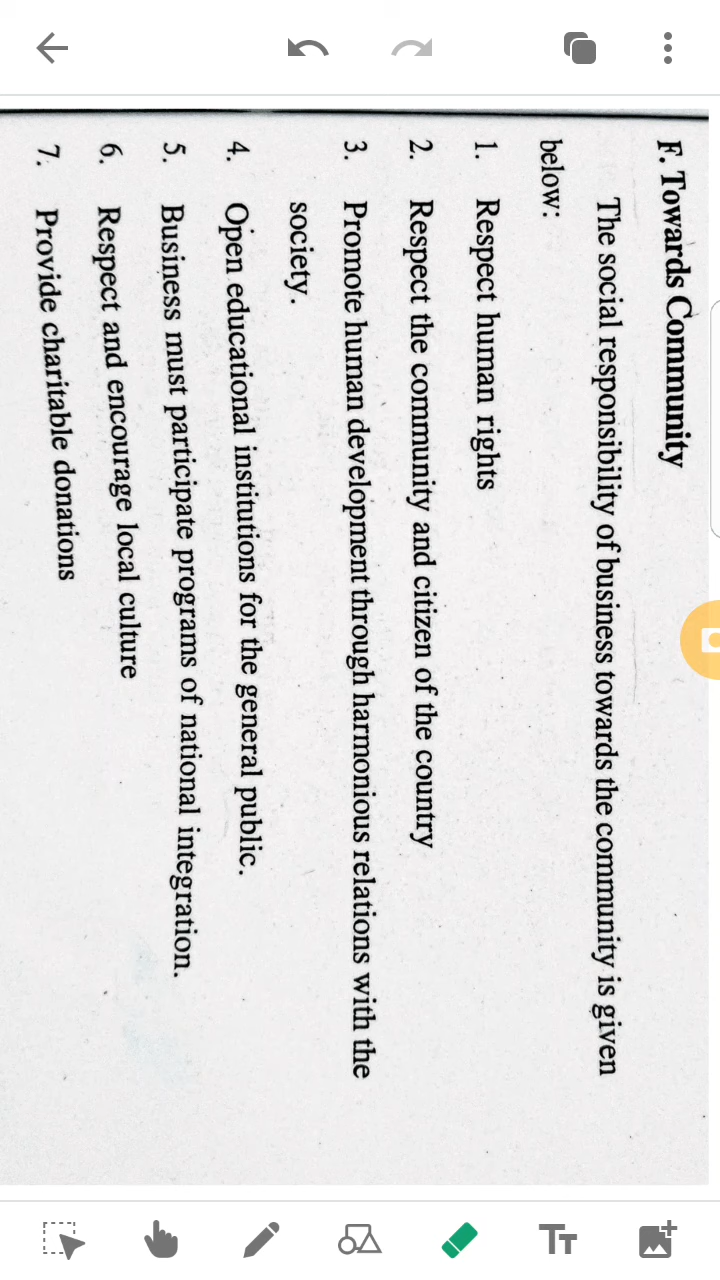 F. Towards Community
The social responsibility of business towards the community is given
below:
1. Respect human rights
2. Respect the community and citizen of the country
3. Promote human development through harmonious relations with the
society.
4. Open educational institutions for the general public.
5. Business must participate programs of national integration.
6. Respect and encourage local culture
7. Provide charitable donations
TT